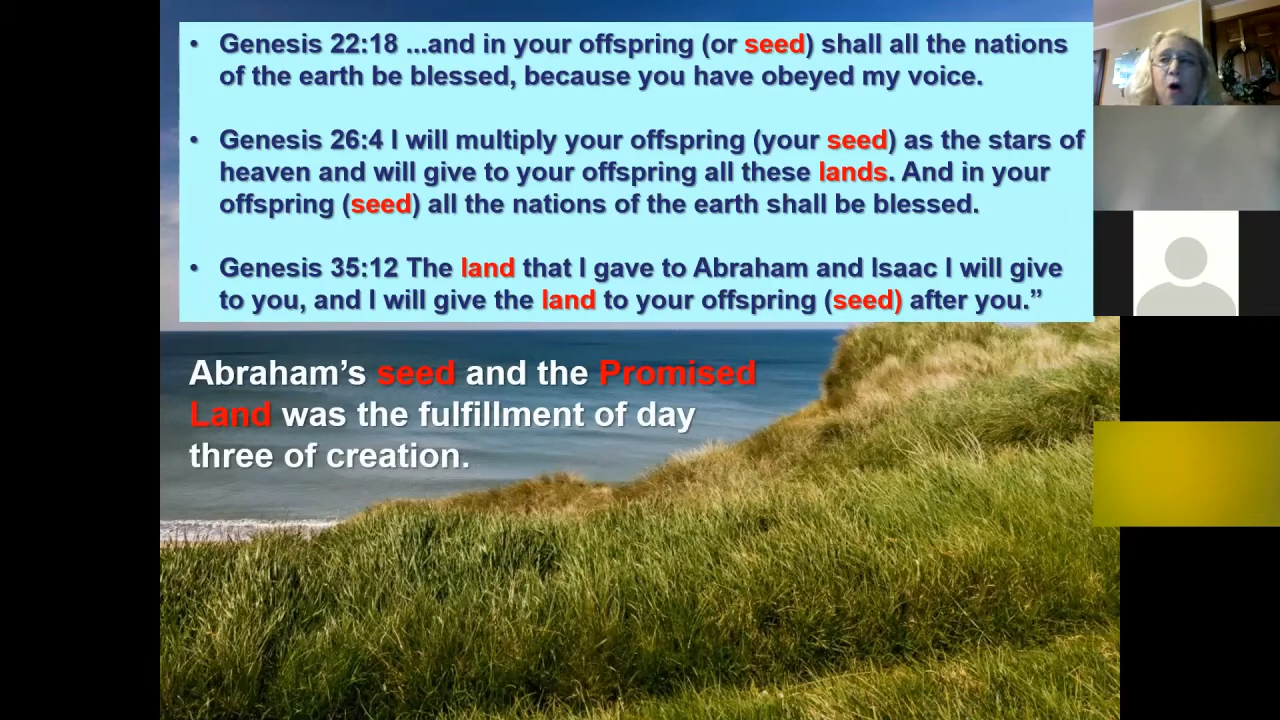 • Genesis 22:18 ...and in your offspring (or seed) shall all the nations
of the earth be blessed, because you have obeyed my voice.
• Genesis 26:4 I will multiply your offspring (your seed) as the stars of
heaven and will give to your offspring all these lands. And in your
offspring (seed) all the nations of the earth shall be blessed.
• Genesis 35:12 The land that I gave to Abraham and Isaac I will give
to you, and I will give the land to your offspring (seed) after you.”
Abraham’s seed and the Promised
Land was the fulfillment of day
three of creation.